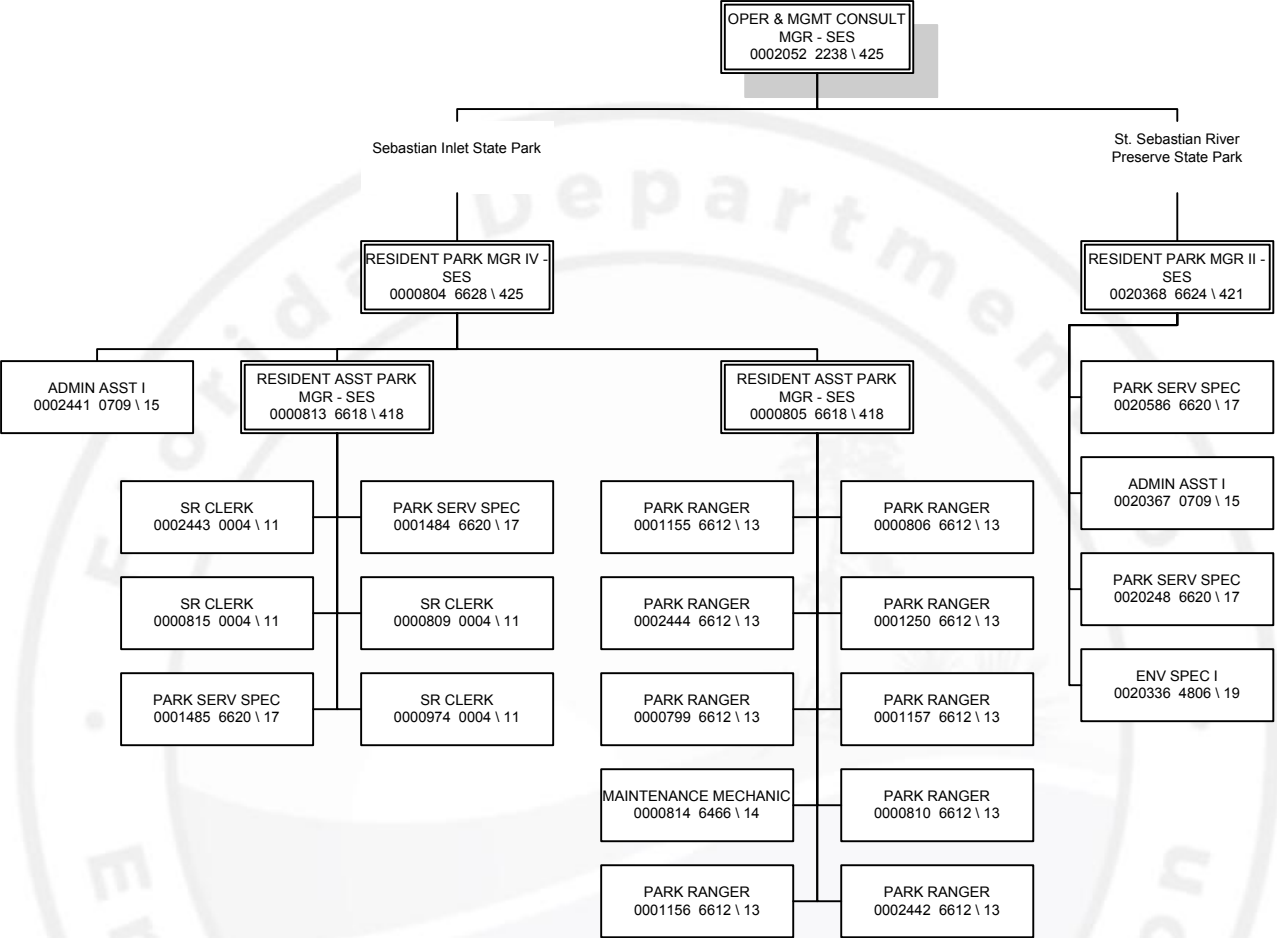 OPER & MGMT CONSULT
MGR - SES
0002052 2238 \ 425
Sebastian Inlet State Park
St. Sebastian River
Preserve State Park
RESIDENT PARK MGR IV -
SES
0000804 6628 \ 425
RESIDENT PARK MGR II -
SES
0020368 6624 \ 421
ADMIN ASST I
0002441 0709 \ 15
RESIDENT ASST PARK
MGR - SES
0000813 6618 \ 418
RESIDENT ASST PARK
MGR - SES
0000805 6618 \ 418
SR CLERK
0002443 0004 \ 11
PARK SERV SPEC
0001484 6620 \ 17
SR CLERK
0000815 0004 \ 11
SR CLERK
0000809 0004 \ 11
PARK SERV SPEC
0001485 6620 \ 17
SR CLERK
0000974 0004 \ 11
PARK RANGER
0001155 6612 \ 13
PARK RANGER
0000806 6612 \ 13
PARK RANGER
0002444 6612 \ 13
PARK RANGER
0001250 6612 \ 13
PARK RANGER
0000799 6612 \ 13
PARK RANGER
0001157 6612 \ 13
MAINTENANCE MECHANIC
0000814 6466 \ 14
PARK RANGER
0000810 6612 \ 13
PARK RANGER
0001156 6612 \ 13
PARK RANGER
0002442 6612 \ 13
PARK SERV SPEC
0020586 6620 \ 17
ADMIN ASST I
0020367 0709 \ 15
PARK SERV SPEC
0020248 6620 \ 17
ENV SPEC I
0020336 4806 \ 19